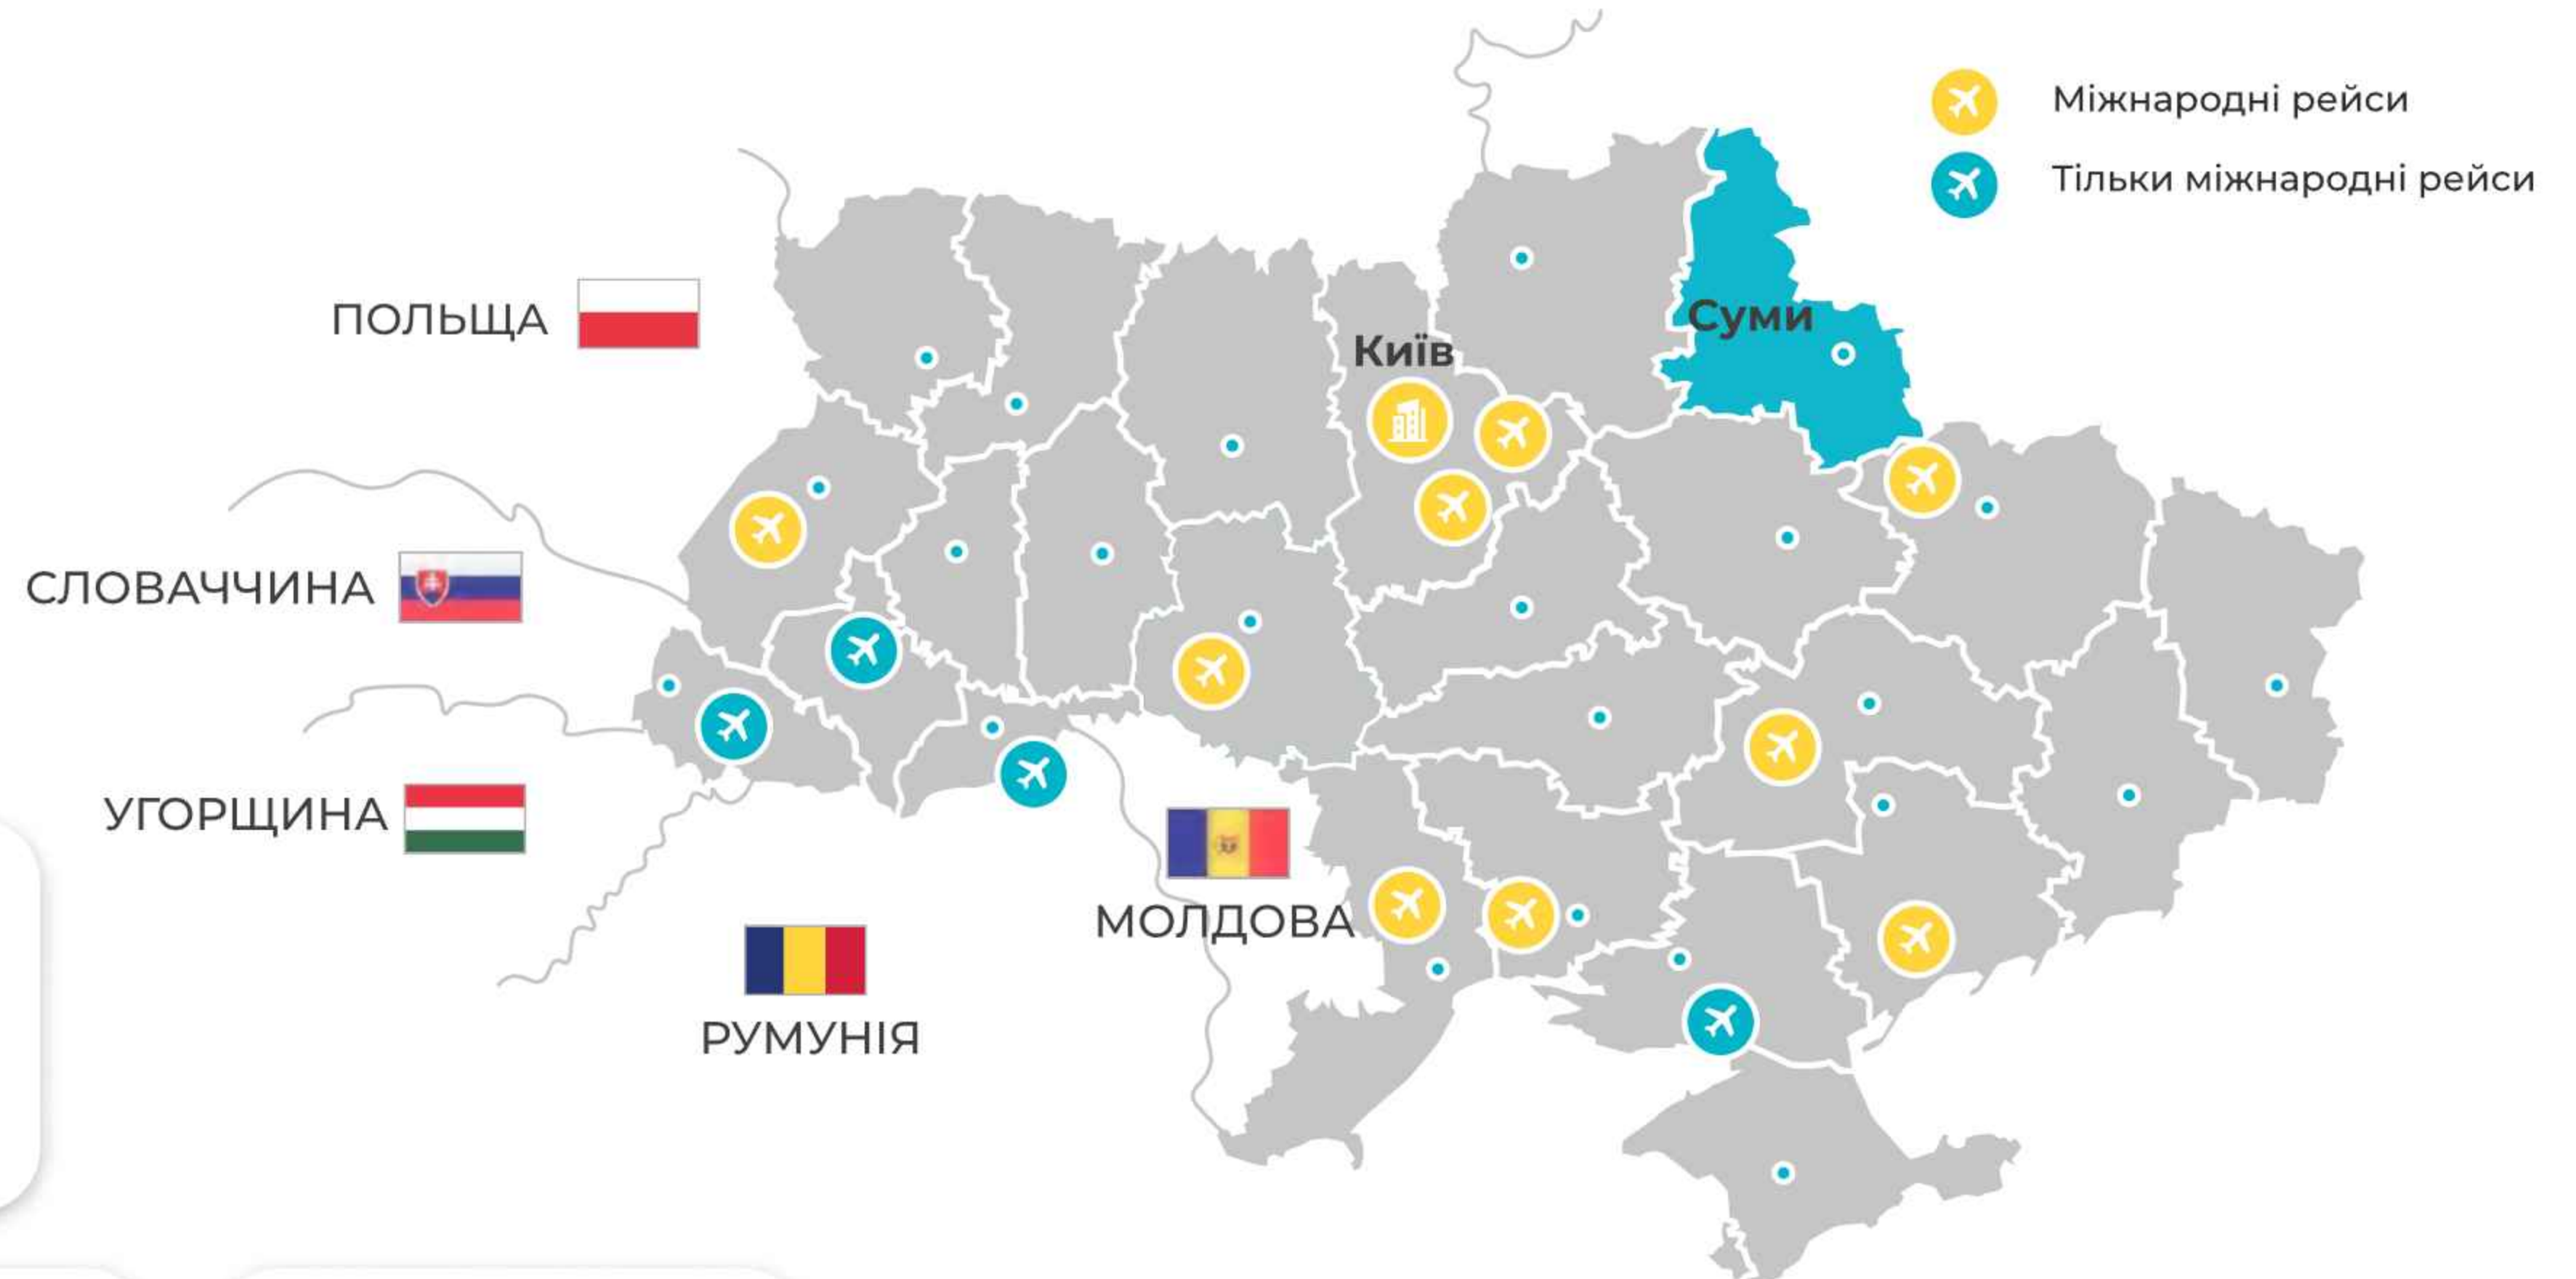 Міжнародні рейси
Тільки міжнародні рейси
ПОЛЬЩА
Суми
Київ
СЛОВАЧЧИНА
УГОРЩИНА
МОЛДОВА
РУМУНІЯ